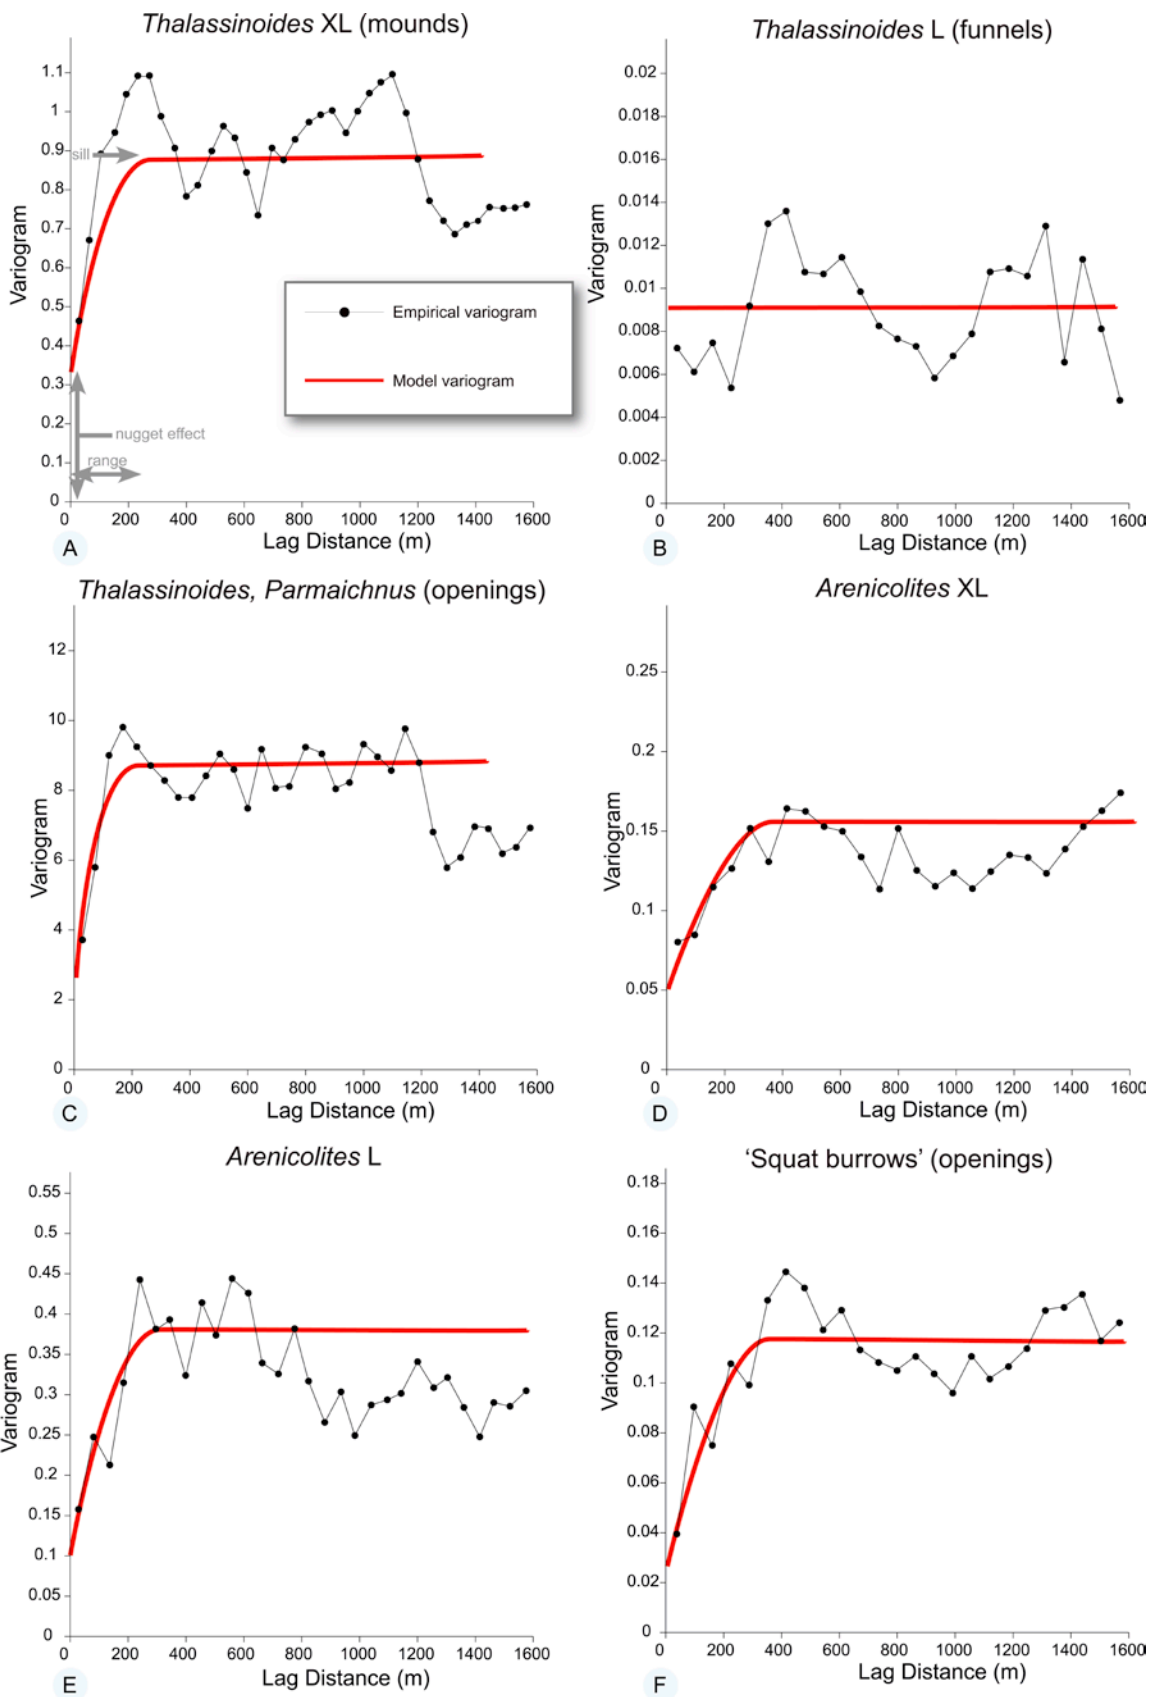 Thalassinoides XL (mounds)
1.1
1
0.9
0.8
0.7
0.6
0.5
0.4
0.3
0.2
0.1
0
Variogram
sill
nugget effect
range
Empirical variogram
Model variogram
0 200 400 600 800 1000 1200 1400 1600
Lag Distance (m)
A
Thalassinoides L (funnels)
0.02
0.018
0.016
0.014
0.012
0.01
0.008
0.006
0.004
0.002
0
Variogram
0 200 400 600 800 1000 1200 1400 1600
Lag Distance (m)
B
Thalassinoides, Parmaichnus (openings)
12
10
8
6
4
2
0
Variogram
0 200 400 600 800 1000 1200 1400 1600
Lag Distance (m)
C
Arenicolites XL
0.25
0.2
0.15
0.1
0.05
0
Variogram
0 200 400 600 800 1000 1200 1400 1600
Lag Distance (m)
D
Arenicolites L
0.55
0.5
0.45
0.4
0.35
0.3
0.25
0.2
0.15
0.1
0.05
0
Variogram
0 200 400 600 800 1000 1200 1400 1600
Lag Distance (m)
E
‘Squat burrows’ (openings)
0.18
0.16
0.14
0.12
0.1
0.08
0.06
0.04
0.02
0
Variogram
0 200 400 600 800 1000 1200 1400 1600
Lag Distance (m)
F